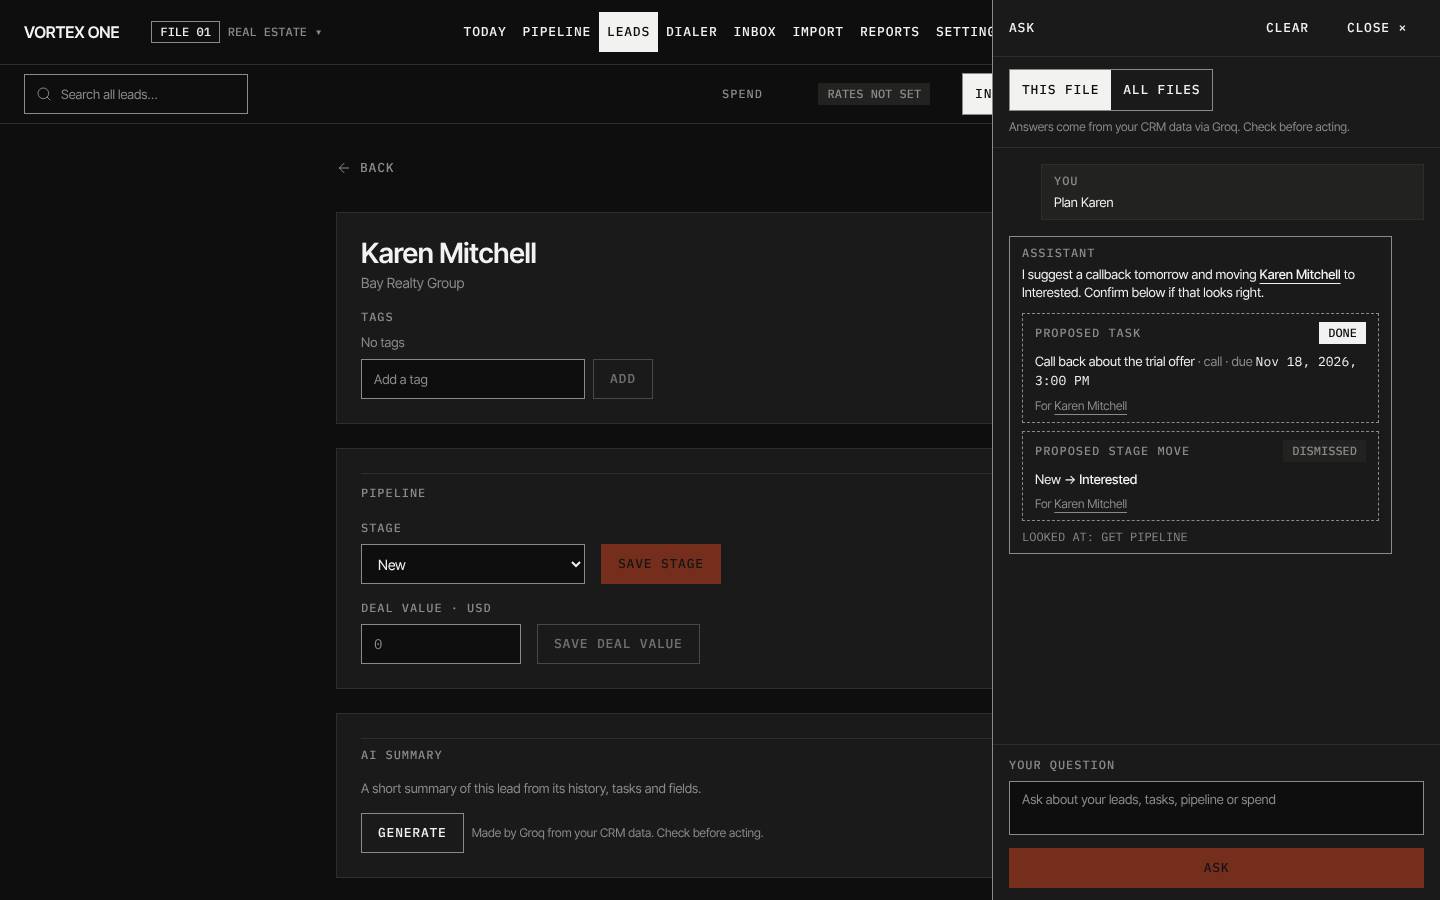 VORTEX ONE
FILE 01 REAL ESTATE ▾
TODAY PIPELINE LEADS DIALER INBOX IMPORT REPORTS
Search all leads...
SPEND RATES NOT SET
← BACK
Karen Mitchell
Bay Realty Group
TAGS
No tags
Add a tag ADD
PIPELINE
STAGE
New SAVE STAGE
DEAL VALUE · USD
0 SAVE DEAL VALUE
AI SUMMARY
A short summary of this lead from its history, tasks and fields.
GENERATE Made by Groq from your CRM data. Check before acting.
ASK CLEAR CLOSE ×
THIS FILE ALL FILES
Answers come from your CRM data via Groq. Check before acting.
YOU
Plan Karen
ASSISTANT
I suggest a callback tomorrow and moving Karen Mitchell to
Interested. Confirm below if that looks right.
PROPOSED TASK DONE
Call back about the trial offer · call · due Nov 18, 2026,
3:00 PM
For Karen Mitchell
PROPOSED STAGE MOVE DISMISSED
New → Interested
For Karen Mitchell
LOOKED AT: GET PIPELINE
YOUR QUESTION
Ask about your leads, tasks, pipeline or spend
ASK